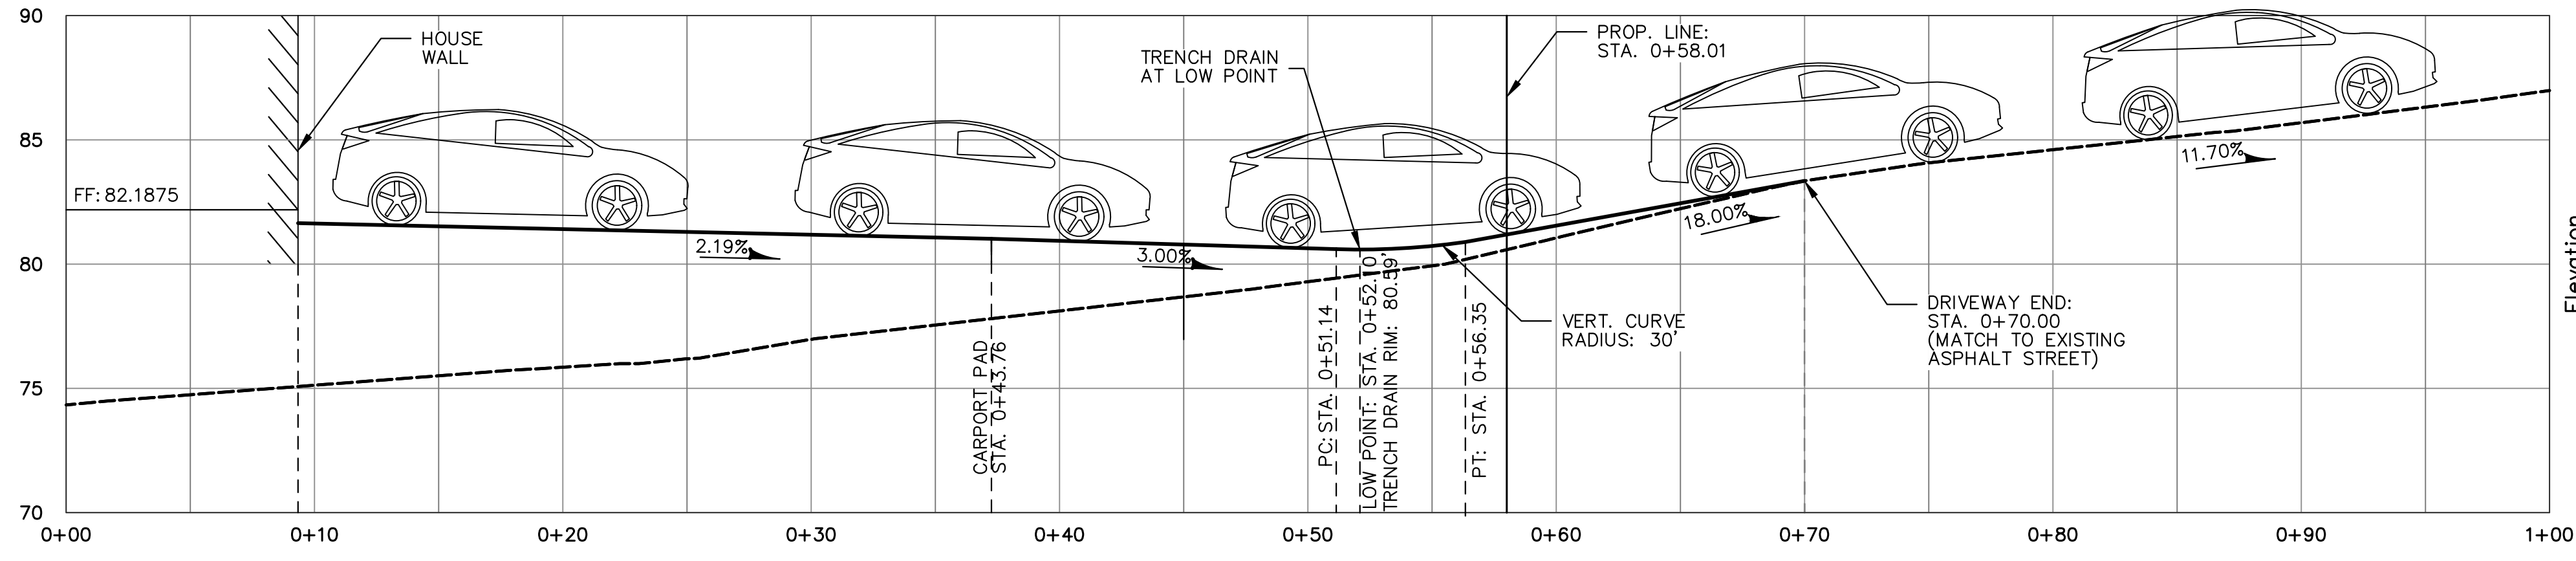 90
85
80
75
70
HOUSE
WALL
FF: 82.1875
2.19%
TRENCH DRAIN
AT LOW POINT
3.00%
PROP. LINE:
STA. 0+58.01
18.00%
11.70%
CARPORT PAD
STA. 0+43.76
PC: STA. 0+51.14
LOW POINT: STA. 0+52.10'
TRENCH DRAIN RIM: 80.59'
PT: STA. 0+56.35
VERT. CURVE
RADIUS: 30'
DRIVEWAY END:
STA. 0+70.00
(MATCH TO EXISTING
ASPHALT STREET)
Elevation
0+00 0+10 0+20 0+30 0+40 0+50 0+60 0+70 0+80 0+90 1+00